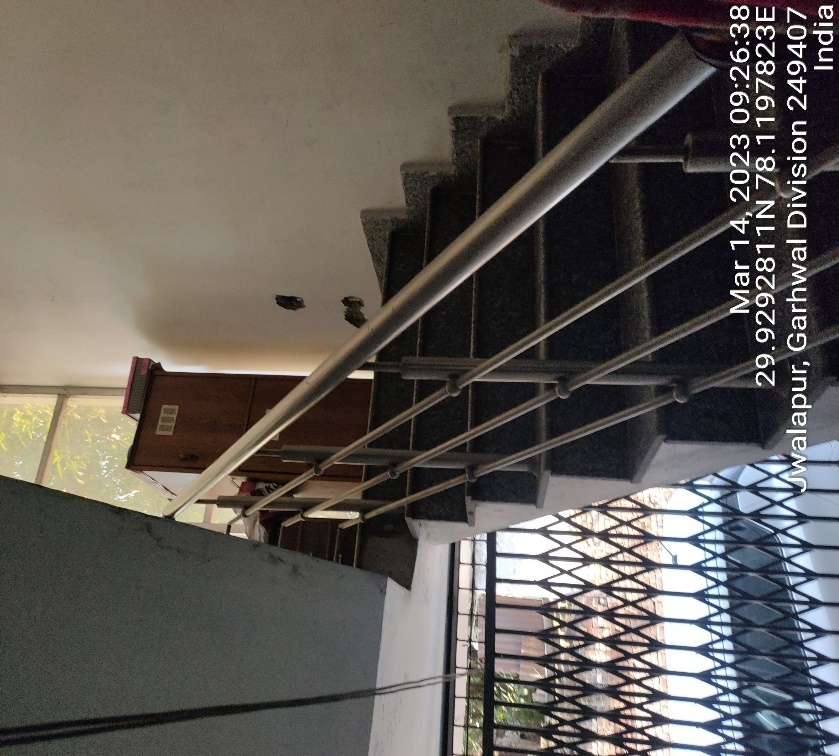 Mar 14, 2023 09:26:38
29.9292811N 78.1197823E
Jwalapur, Garhwal Division 249407
India